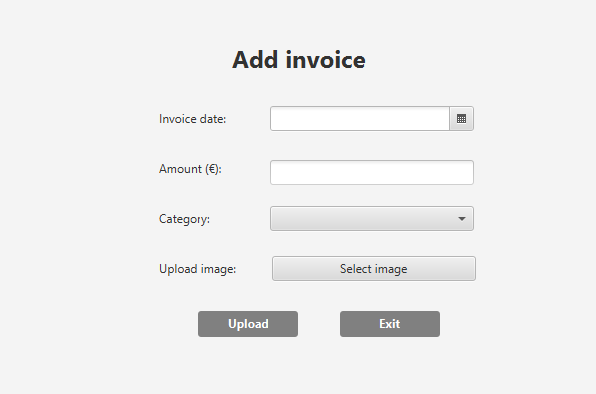 Add invoice
Invoice date:
Amount (€):
Category:
Upload image:
Select image
Upload
Exit